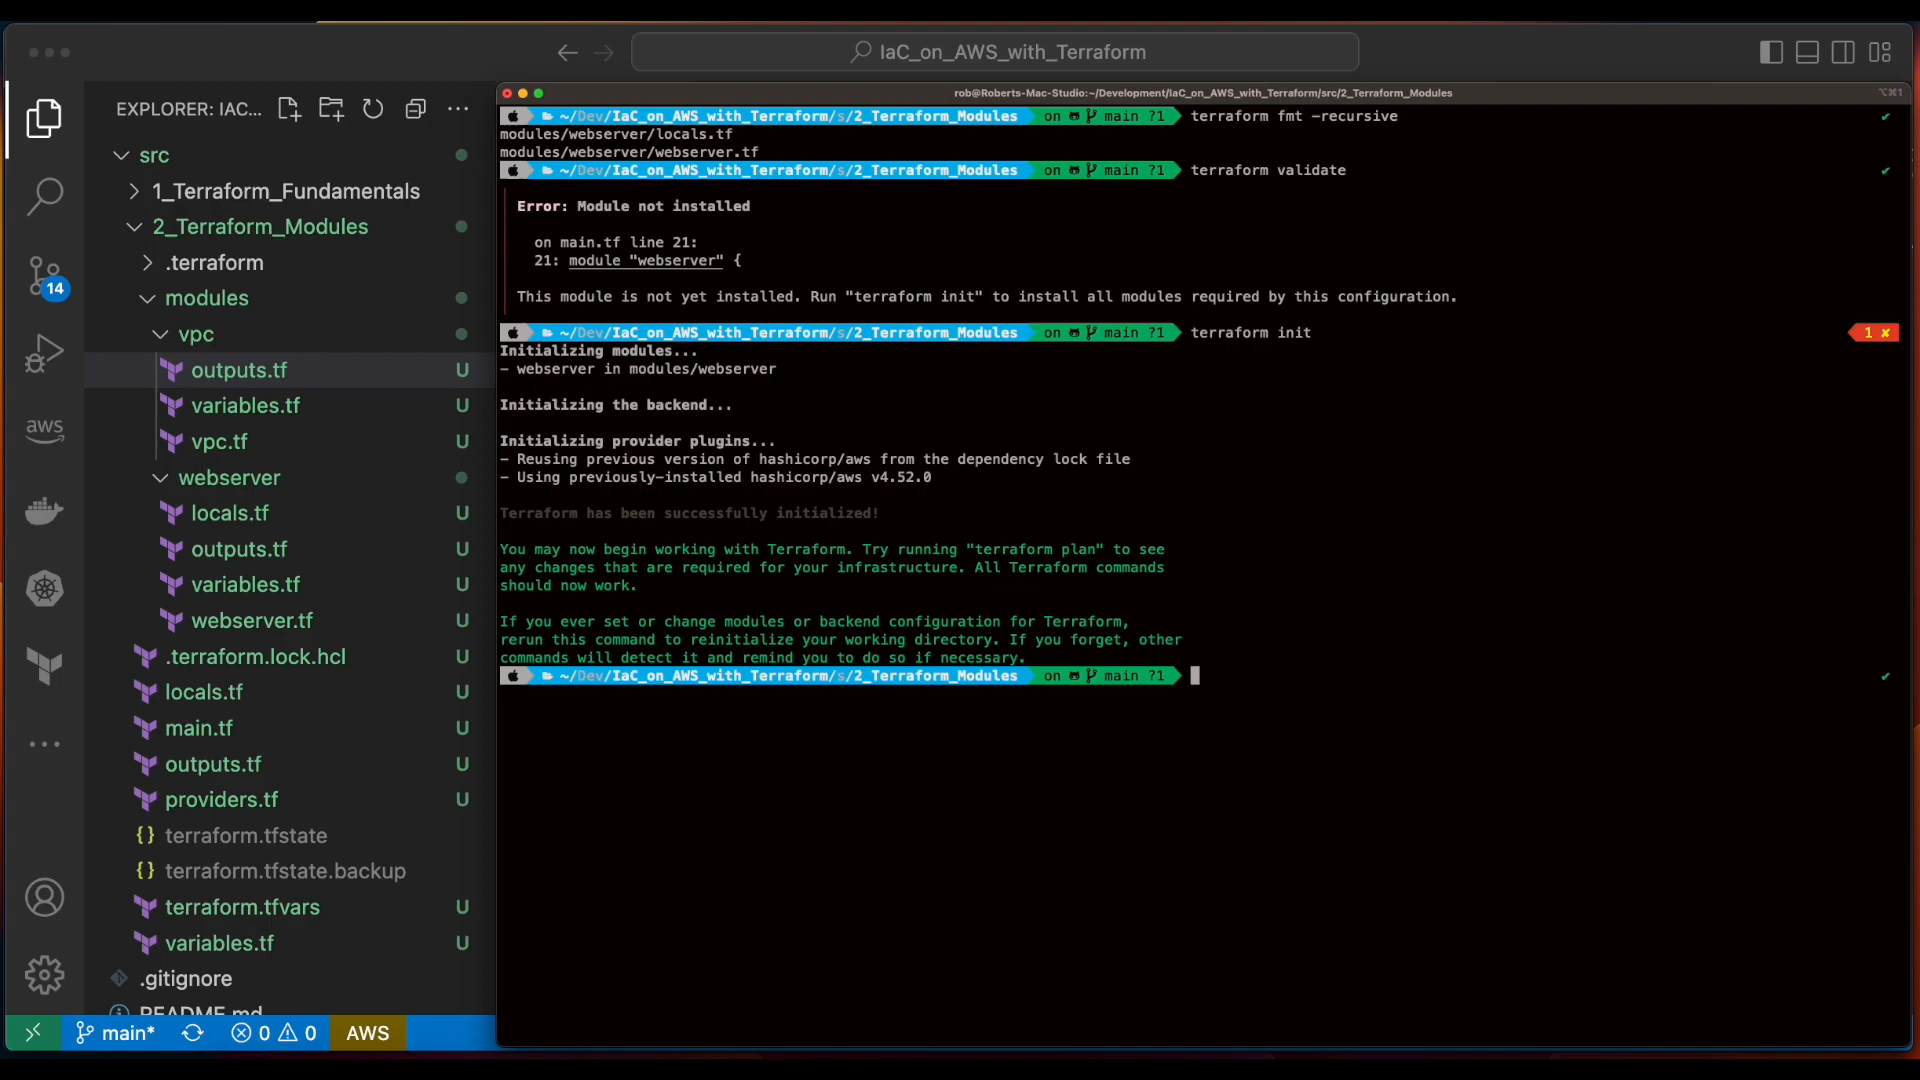 IaC_on_AWS_with_Terraform
EXPLORER: IAC...
src
1_Terraform_Fundamentals
2_Terraform_Modules
.terraform
modules
vpc
outputs.tf U
variables.tf U
vpc.tf U
webserver
locals.tf U
outputs.tf U
variables.tf U
webserver.tf U
.terraform.lock.hcl U
locals.tf U
main.tf U
outputs.tf U
providers.tf U
{} terraform.tfstate
{} terraform.tfstate.backup
terraform.tfvars U
variables.tf U
.gitignore
README.md
14
aws
main* 0 0 AWS
rob@Roberts-Mac-Studio:~/Development/IaC_on_AWS_with_Terraform/src/2_Terraform_Modules ⌥⌘1
~/Dev/IaC_on_AWS_with_Terraform/s/2_Terraform_Modules on main ?1 terraform fmt -recursive ✔
modules/webserver/locals.tf
modules/webserver/webserver.tf
~/Dev/IaC_on_AWS_with_Terraform/s/2_Terraform_Modules on main ?1 terraform validate ✔
Error: Module not installed
on main.tf line 21:
21: module "webserver" {
This module is not yet installed. Run "terraform init" to install all modules required by this configuration.
~/Dev/IaC_on_AWS_with_Terraform/s/2_Terraform_Modules on main ?1 terraform init 1 ✘
Initializing modules...
- webserver in modules/webserver
Initializing the backend...
Initializing provider plugins...
- Reusing previous version of hashicorp/aws from the dependency lock file
- Using previously-installed hashicorp/aws v4.52.0
Terraform has been successfully initialized!
You may now begin working with Terraform. Try running "terraform plan" to see
any changes that are required for your infrastructure. All Terraform commands
should now work.
If you ever set or change modules or backend configuration for Terraform,
rerun this command to reinitialize your working directory. If you forget, other
commands will detect it and remind you to do so if necessary.
~/Dev/IaC_on_AWS_with_Terraform/s/2_Terraform_Modules on main ?1 ✔